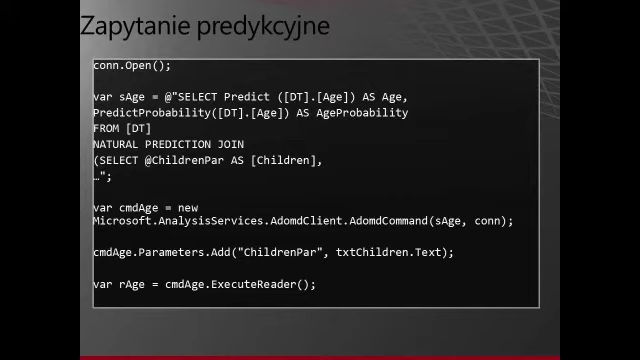 Zapytanie predykcyjne
conn.Open();
var sAge = @"SELECT Predict ([DT].[Age]) AS Age,
PredictProbability([DT].[Age]) AS AgeProbability
FROM [DT]
NATURAL PREDICTION JOIN
(SELECT @ChildrenPar AS [Children],
…";
var cmdAge = new
Microsoft.AnalysisServices.AdomdClient.AdomdCommand(sAge, conn);
cmdAge.Parameters.Add("ChildrenPar", txtChildren.Text);
var rAge = cmdAge.ExecuteReader();